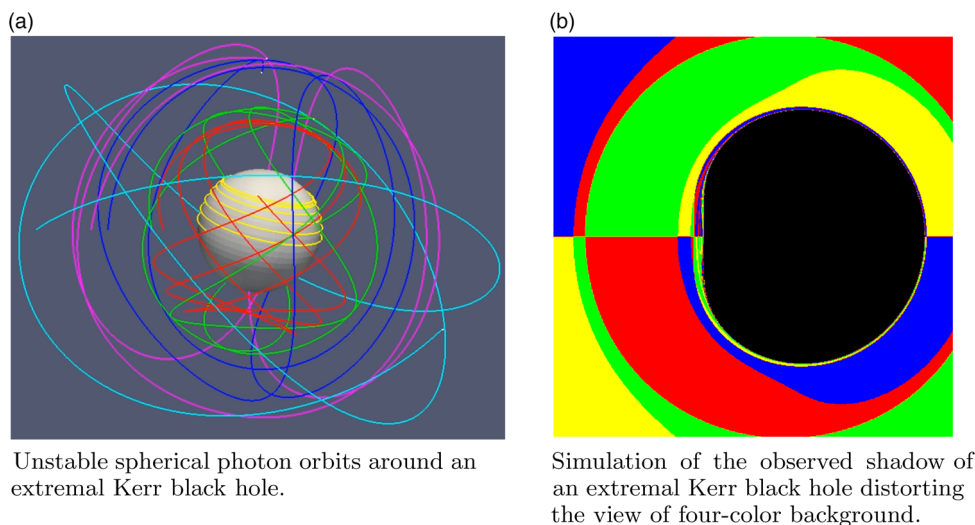 (a)
(b)
Unstable spherical photon orbits around an
extremal Kerr black hole.
Simulation of the observed shadow of
an extremal Kerr black hole distorting
the view of four-color background.